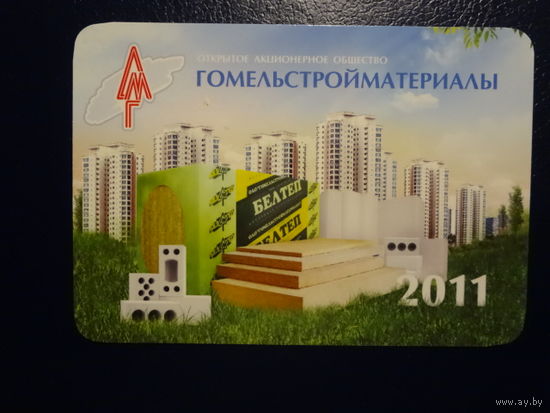 ОТКРЫТОЕ АКЦИОНЕРНОЕ ОБЩЕСТВО
ГОМЕЛЬСТРОЙМАТЕРИАЛЫ
БЕЛТЕП
БЕЛТЕП
2011
www.ay.by